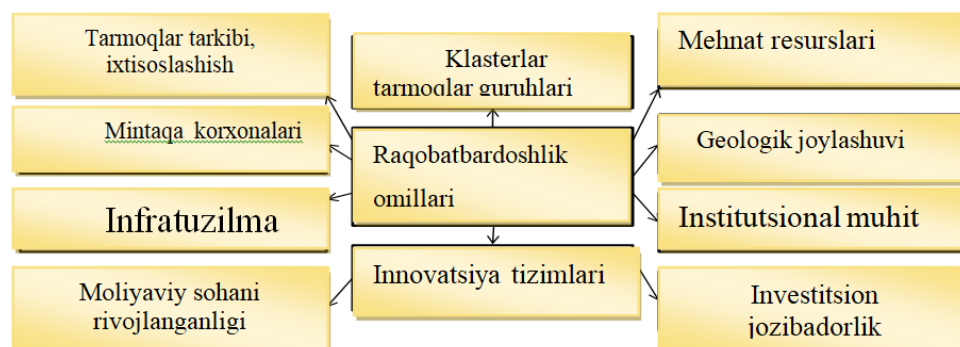 Tarmoqlar tarkibi,
ixtisoslashish
Klasterlar
tarmoqlar guruhlari
Mehnat resurslari
Mintaqa korxonalari
Raqobatbardoshlik
omillari
Geologik joylashuvi
Infratuzilma
Institutsional muhit
Moliyaviy sohani
rivojlanganligi
Innovatsiya tizimlari
Investitsion
jozibadorlik